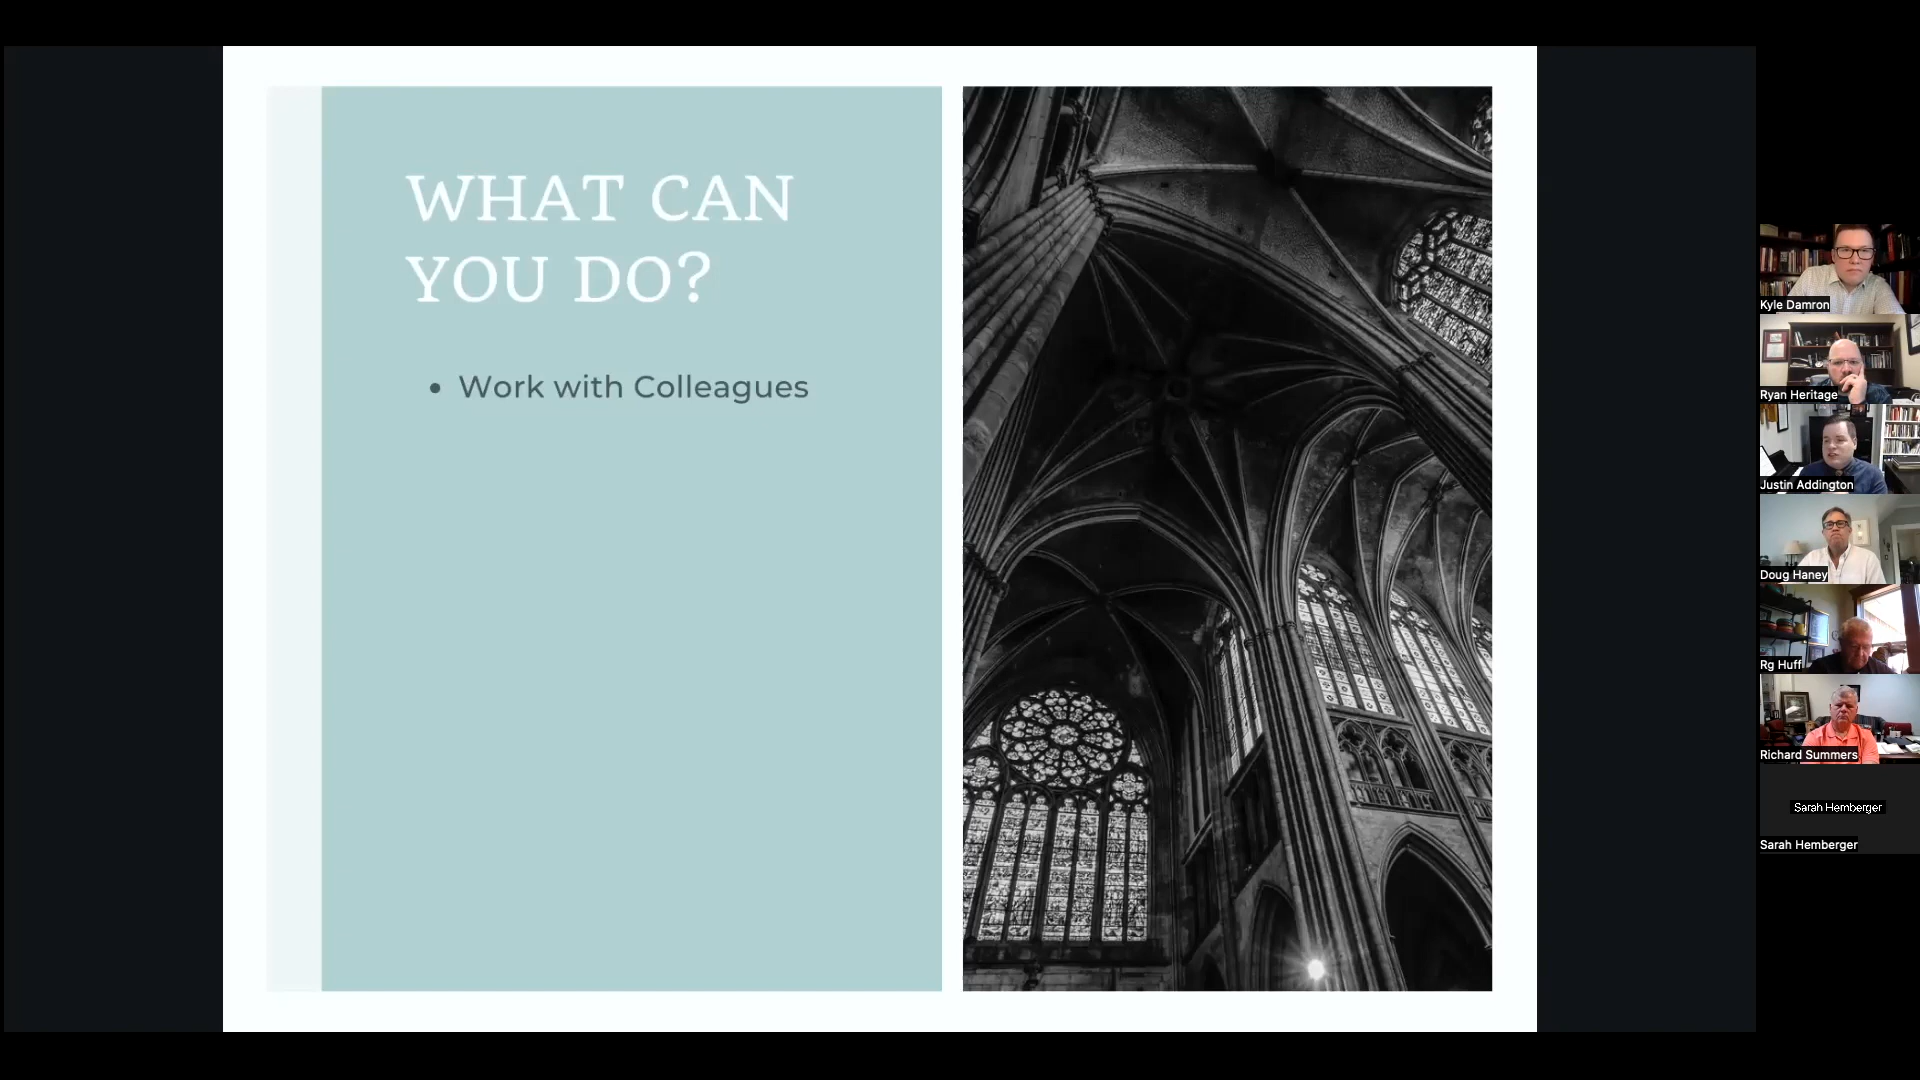 WHAT CAN
YOU DO?
• Work with Colleagues
Kyle Damron
Ryan Heritage
Justin Addington
Doug Haney
Rg Huff
Richard Summers
Sarah Hemberger
Sarah Hemberger